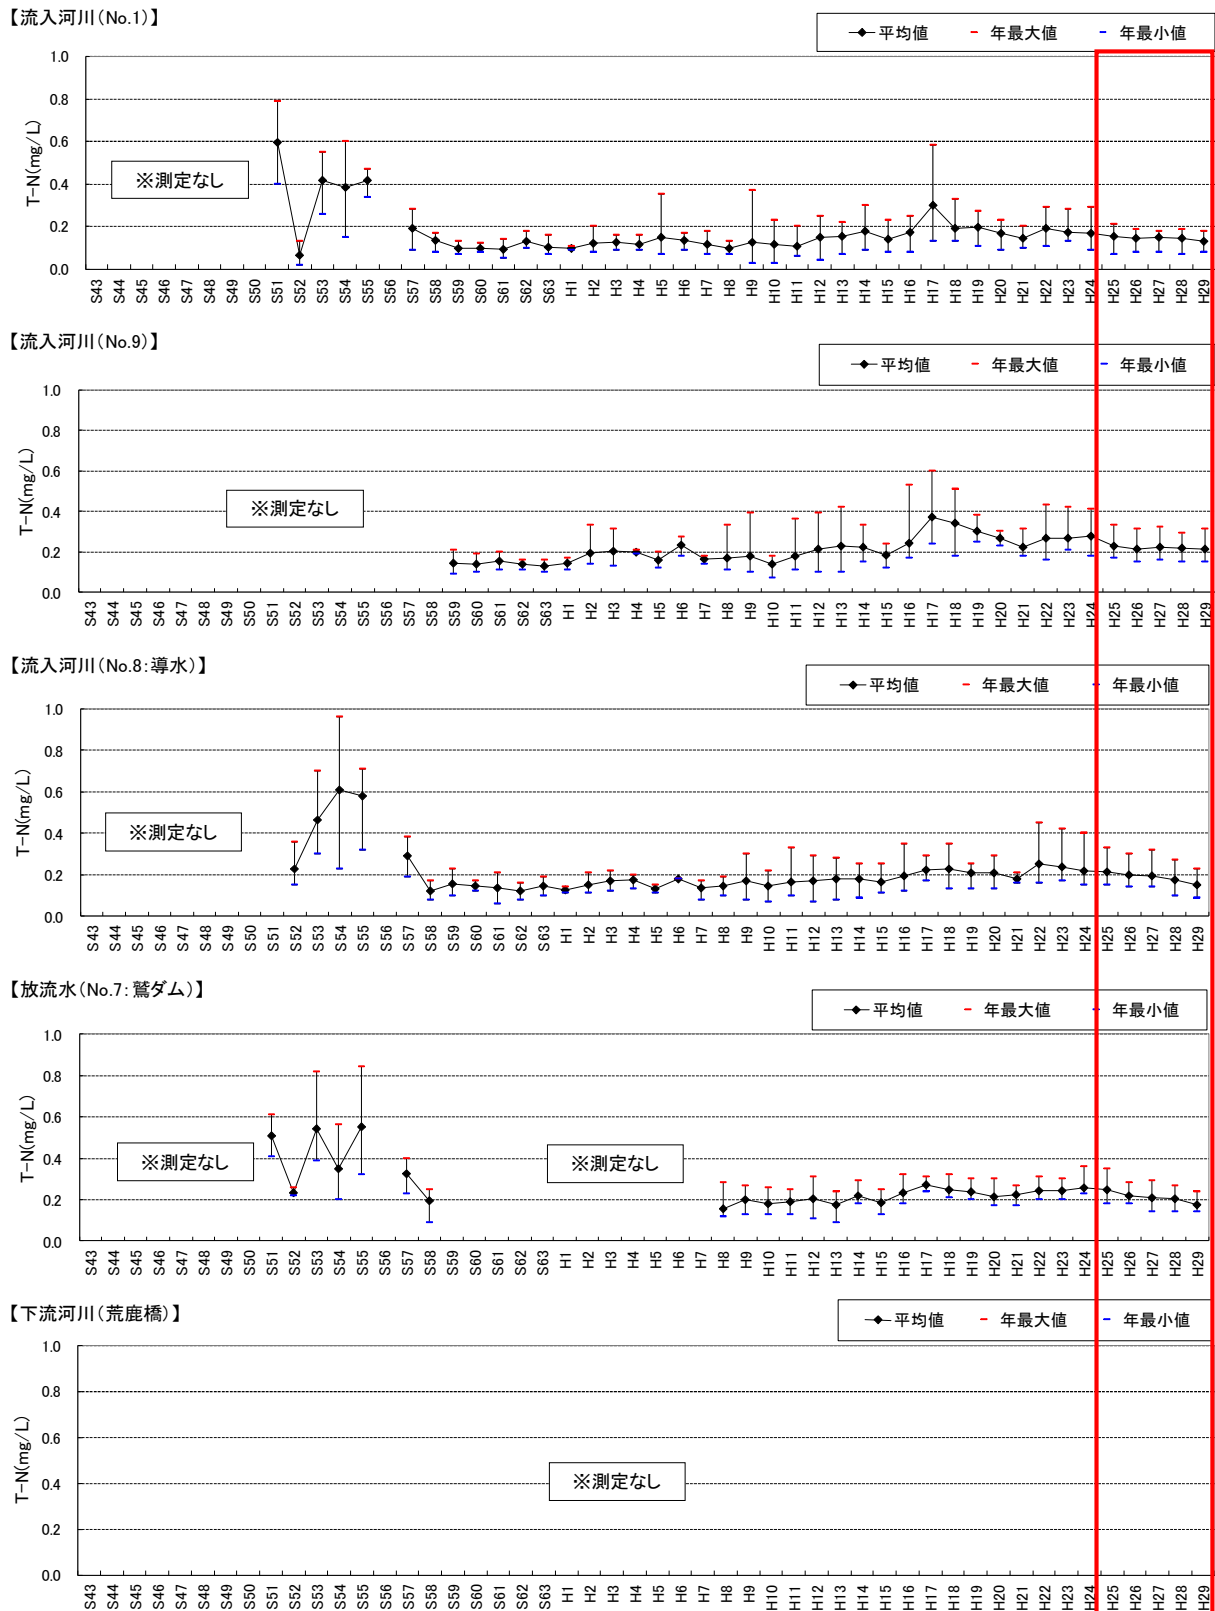 【流入河川（No.1）】
平均値 年最大値 年最小値
T-N(mg/L)
1.0
0.8
0.6
0.4
0.2
0.0
※測定なし
S43 S44 S45 S46 S47 S48 S49 S50 S51 S52 S53 S54 S55 S56 S57 S58 S59 S60 S61 S62 S63 H1 H2 H3 H4 H5 H6 H7 H8 H9 H10 H11 H12 H13 H14 H15 H16 H17 H18 H19 H20 H21 H22 H23 H24 H25 H26 H27 H28 H29
【流入河川（No.9）】
平均値 年最大値 年最小値
T-N(mg/L)
1.0
0.8
0.6
0.4
0.2
0.0
※測定なし
S43 S44 S45 S46 S47 S48 S49 S50 S51 S52 S53 S54 S55 S56 S57 S58 S59 S60 S61 S62 S63 H1 H2 H3 H4 H5 H6 H7 H8 H9 H10 H11 H12 H13 H14 H15 H16 H17 H18 H19 H20 H21 H22 H23 H24 H25 H26 H27 H28 H29
【流入河川（No.8：導水）】
平均値 年最大値 年最小値
T-N(mg/L)
1.0
0.8
0.6
0.4
0.2
0.0
※測定なし
S43 S44 S45 S46 S47 S48 S49 S50 S51 S52 S53 S54 S55 S56 S57 S58 S59 S60 S61 S62 S63 H1 H2 H3 H4 H5 H6 H7 H8 H9 H10 H11 H12 H13 H14 H15 H16 H17 H18 H19 H20 H21 H22 H23 H24 H25 H26 H27 H28 H29
【放流水（No.7：鷲ダム）】
平均値 年最大値 年最小値
T-N(mg/L)
1.0
0.8
0.6
0.4
0.2
0.0
※測定なし
※測定なし
S43 S44 S45 S46 S47 S48 S49 S50 S51 S52 S53 S54 S55 S56 S57 S58 S59 S60 S61 S62 S63 H1 H2 H3 H4 H5 H6 H7 H8 H9 H10 H11 H12 H13 H14 H15 H16 H17 H18 H19 H20 H21 H22 H23 H24 H25 H26 H27 H28 H29
【下流河川（荒鹿橋）】
平均値 年最大値 年最小値
T-N(mg/L)
1.0
0.8
0.6
0.4
0.2
0.0
※測定なし
S43 S44 S45 S46 S47 S48 S49 S50 S51 S52 S53 S54 S55 S56 S57 S58 S59 S60 S61 S62 S63 H1 H2 H3 H4 H5 H6 H7 H8 H9 H10 H11 H12 H13 H14 H15 H16 H17 H18 H19 H20 H21 H22 H23 H24 H25 H26 H27 H28 H29